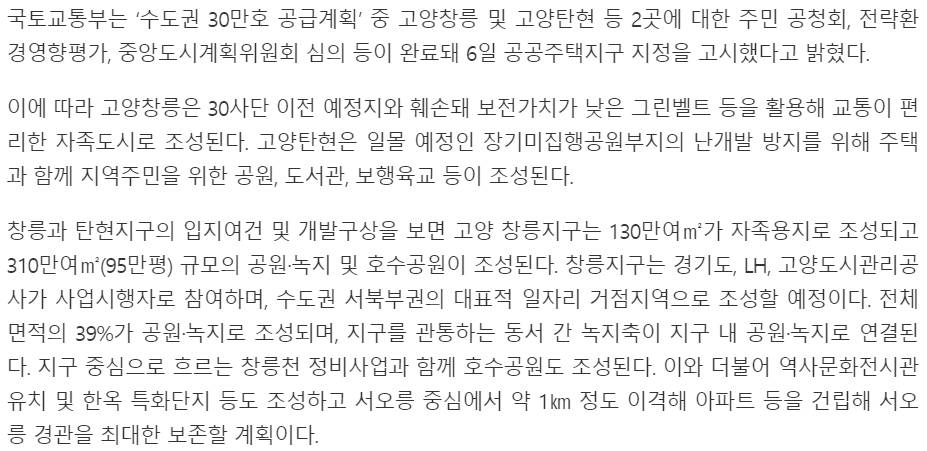 국토교통부는 ‘수도권 30만호 공급계획’ 중 고양창릉 및 고양탄현 등 2곳에 대한 주민 공청회, 전략환
경영향평가, 중앙도시계획위원회 심의 등이 완료돼 6일 공공주택지구 지정을 고시했다고 밝혔다.
이에 따라 고양창릉은 30사단 이전 예정지와 훼손돼 보전가치가 낮은 그린벨트 등을 활용해 교통이 편
리한 자족도시로 조성된다. 고양탄현은 일몰 예정인 장기미집행공원부지의 난개발 방지를 위해 주택
과 함께 지역주민을 위한 공원, 도서관, 보행육교 등이 조성된다.
창릉과 탄현지구의 입지여건 및 개발구상을 보면 고양 창릉지구는 130만여㎡가 자족용지로 조성되고
310만여㎡(95만평) 규모의 공원·녹지 및 호수공원이 조성된다. 창릉지구는 경기도, LH, 고양도시관리공
사가 사업시행자로 참여하며, 수도권 서북부권의 대표적 일자리 거점지역으로 조성할 예정이다. 전체
면적의 39%가 공원·녹지로 조성되며, 지구를 관통하는 동서 간 녹지축이 지구 내 공원·녹지로 연결된
다. 지구 중심으로 흐르는 창릉천 정비사업과 함께 호수공원도 조성된다. 이와 더불어 역사문화전시관
유치 및 한옥 특화단지 등도 조성하고 서오릉 중심에서 약 1㎞ 정도 이격해 아파트 등을 건립해 서오
릉 경관을 최대한 보존할 계획이다.